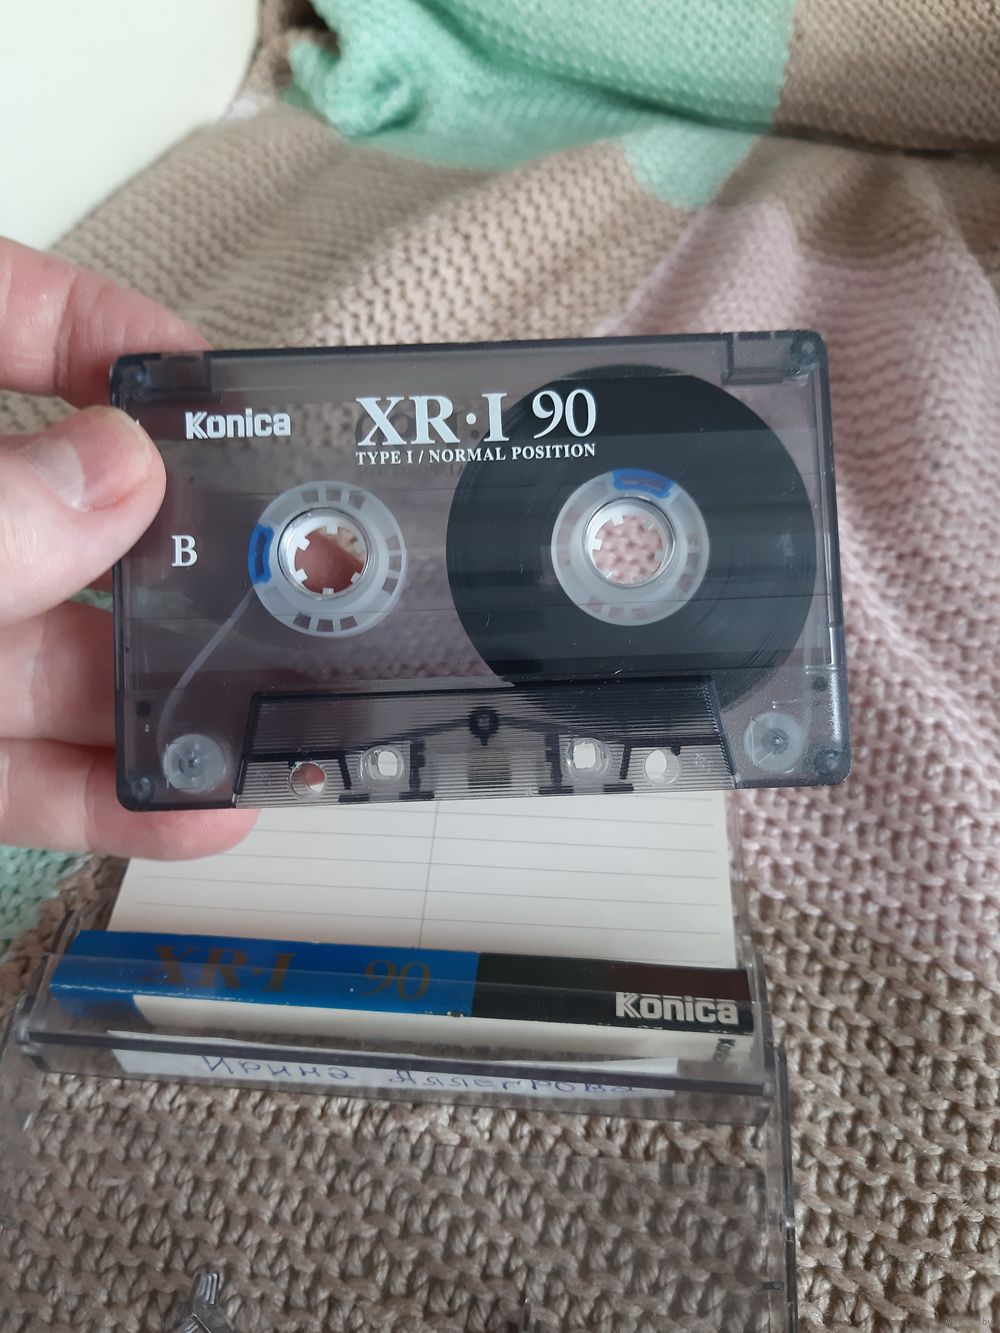 Konica
XR·I 90
TYPE I / NORMAL POSITION
B
XR·I 90
Konica
Ирина Аллегрова